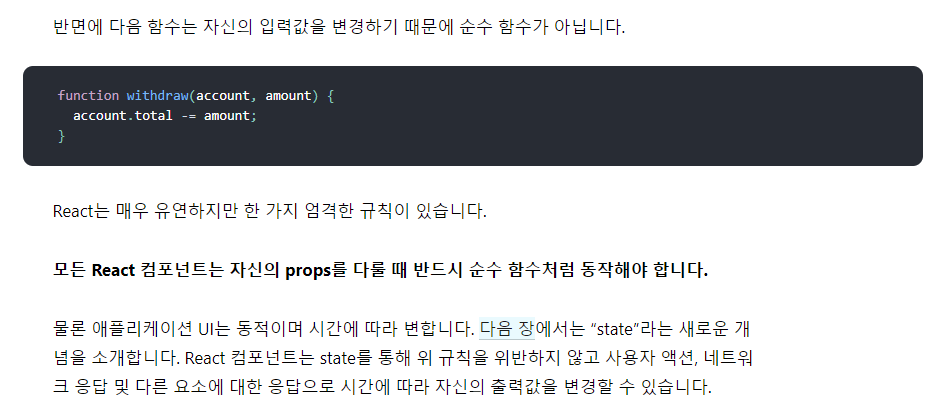 반면에 다음 함수는 자신의 입력값을 변경하기 때문에 순수 함수가 아닙니다.
function withdraw(account, amount) {
  account.total -= amount;
}
React는 매우 유연하지만 한 가지 엄격한 규칙이 있습니다.
모든 React 컴포넌트는 자신의 props를 다룰 때 반드시 순수 함수처럼 동작해야 합니다.
물론 애플리케이션 UI는 동적이며 시간에 따라 변합니다. 다음 장에서는 “state”라는 새로운 개
념을 소개합니다. React 컴포넌트는 state를 통해 위 규칙을 위반하지 않고 사용자 액션, 네트워
크 응답 및 다른 요소에 대한 응답으로 시간에 따라 자신의 출력값을 변경할 수 있습니다.